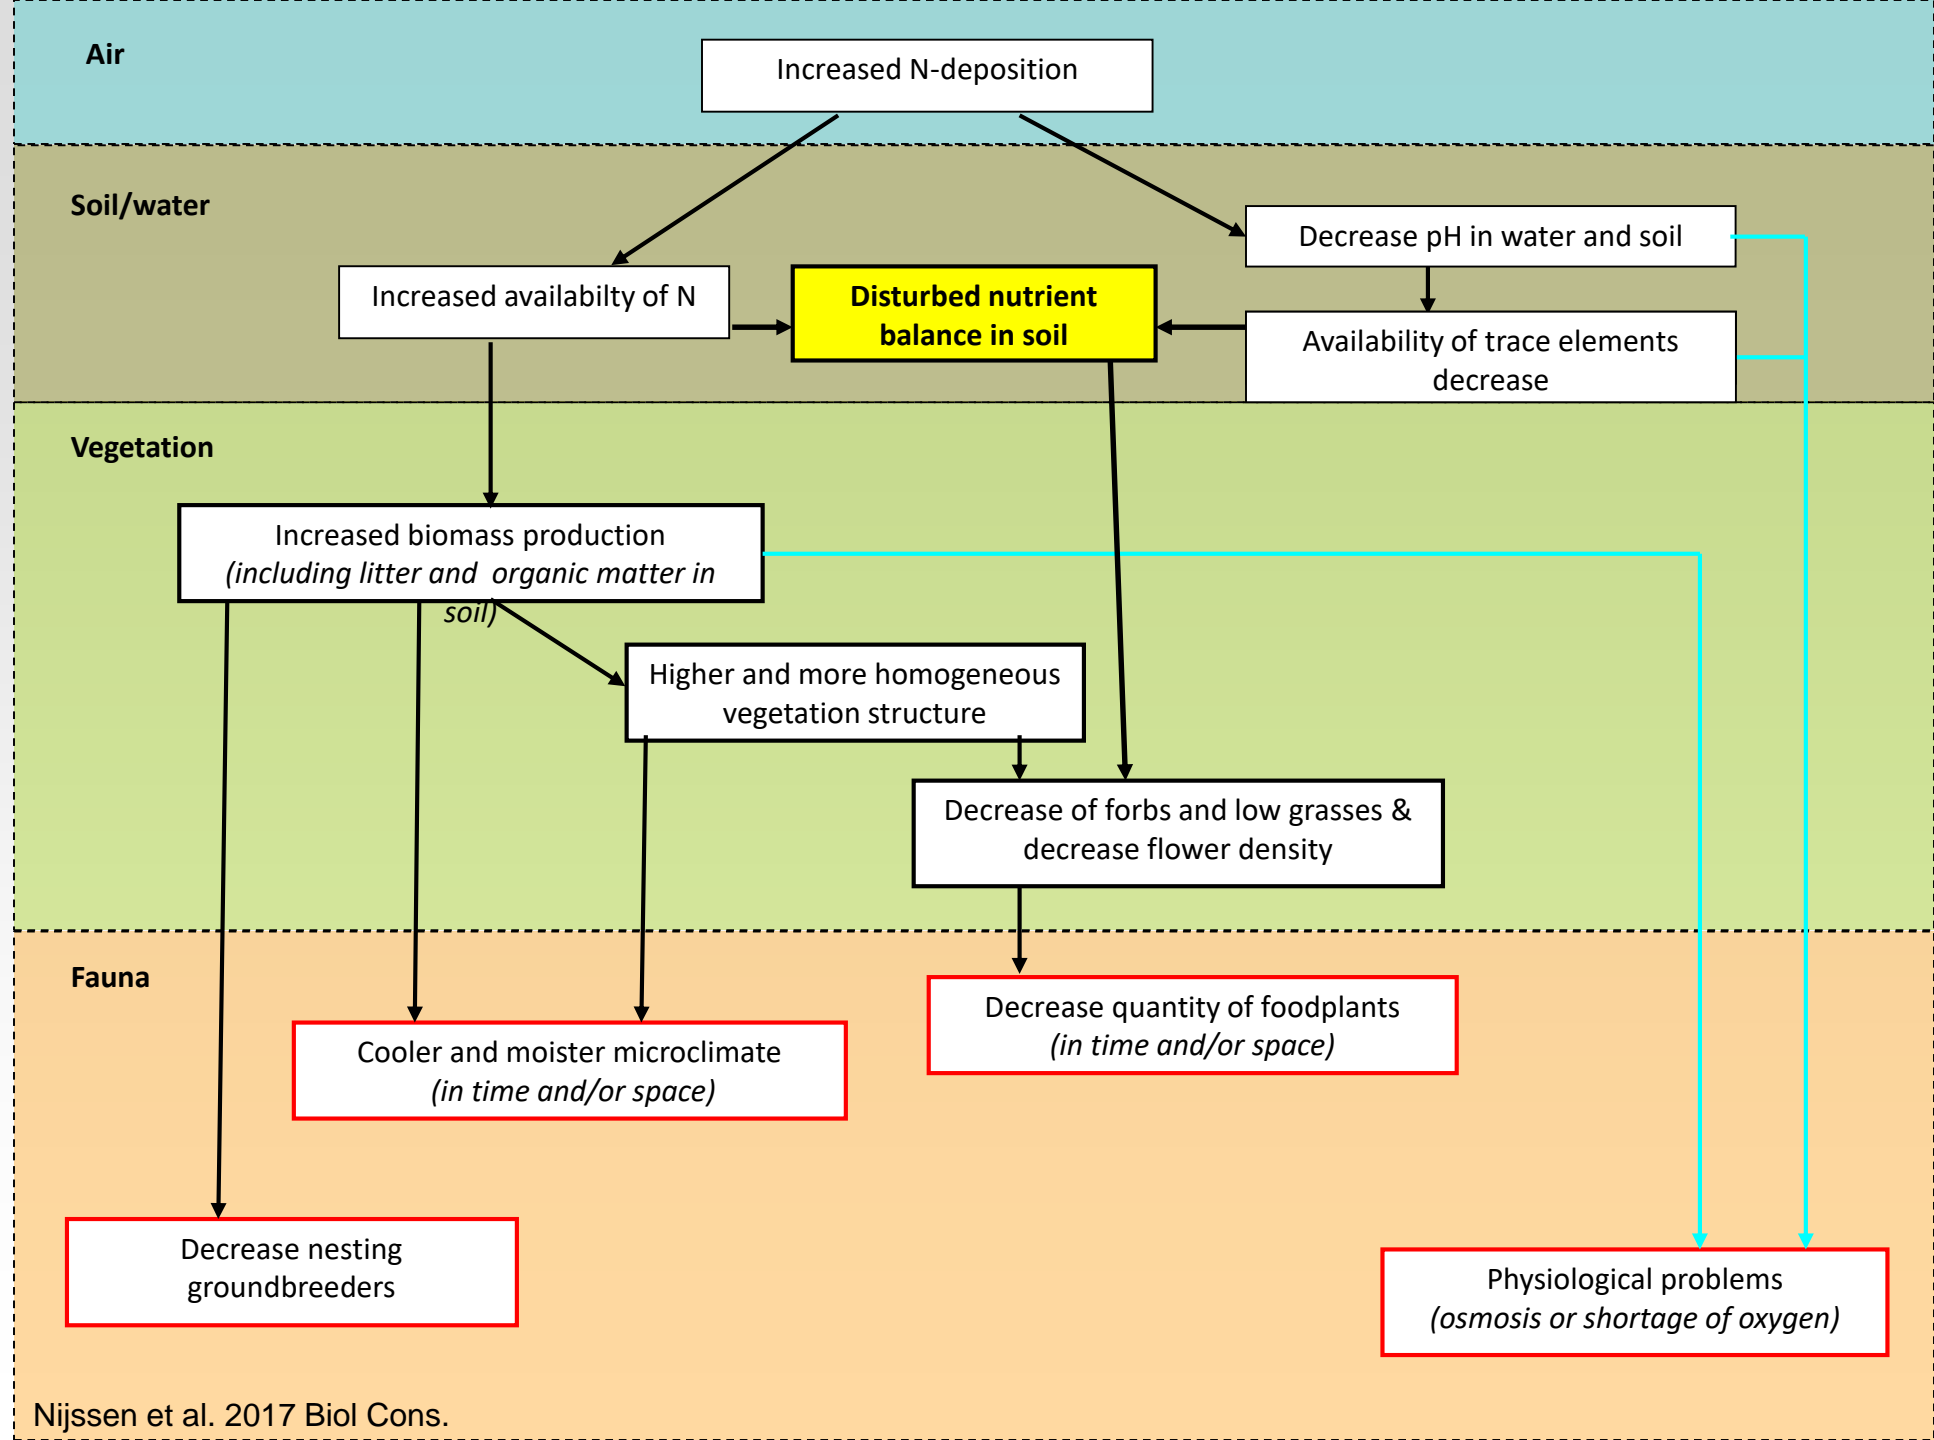 Air
Increased N-deposition
Soil/water
Decrease pH in water and soil
Increased availabilty of N
Disturbed nutrient
balance in soil
Availability of trace elements
decrease
Vegetation
Increased biomass production
(including litter and  organic matter in
soil)
Higher and more homogeneous
vegetation structure
Decrease of forbs and low grasses &
decrease flower density
Fauna
Decrease quantity of foodplants
(in time and/or space)
Cooler and moister microclimate
(in time and/or space)
Decrease nesting
groundbreeders
Physiological problems
(osmosis or shortage of oxygen)
Nijssen et al. 2017 Biol Cons.